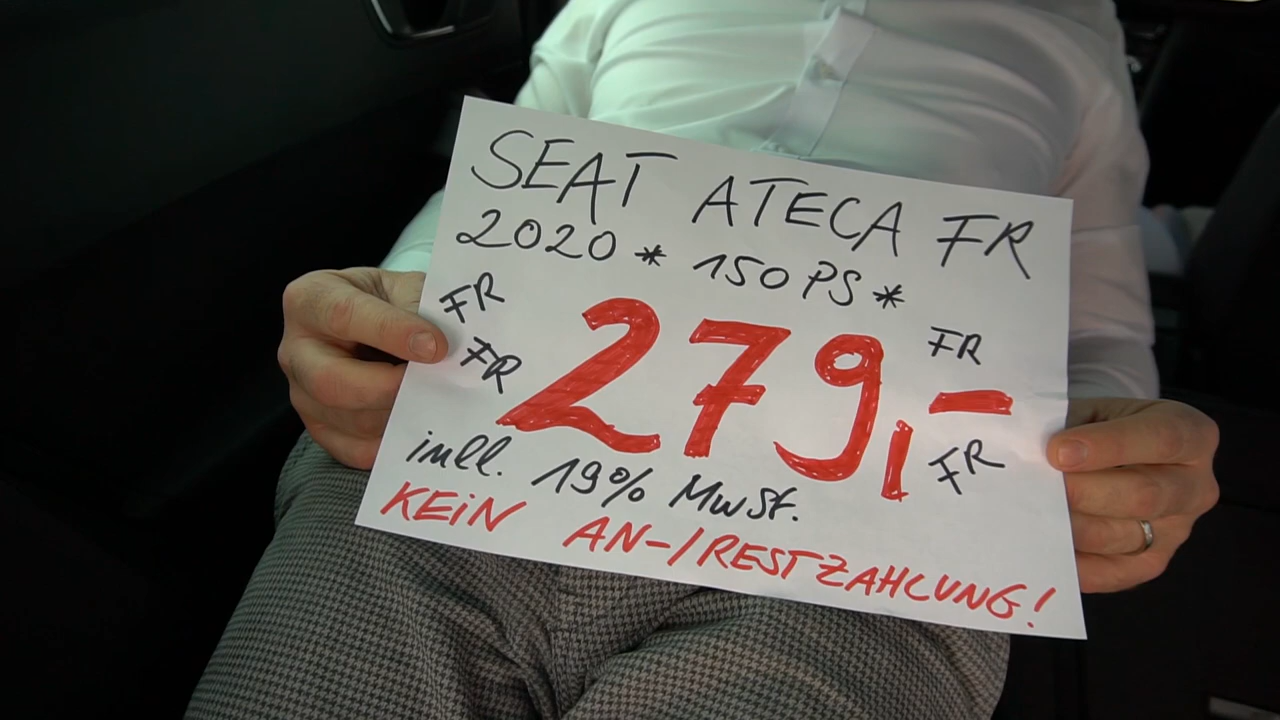 SEAT ATECA FR
2020 * 150 PS *
FR
FR
279,-
FR
FR
inkl. 19% MwSt.
KEiN AN-/RESTZAHLUNG!